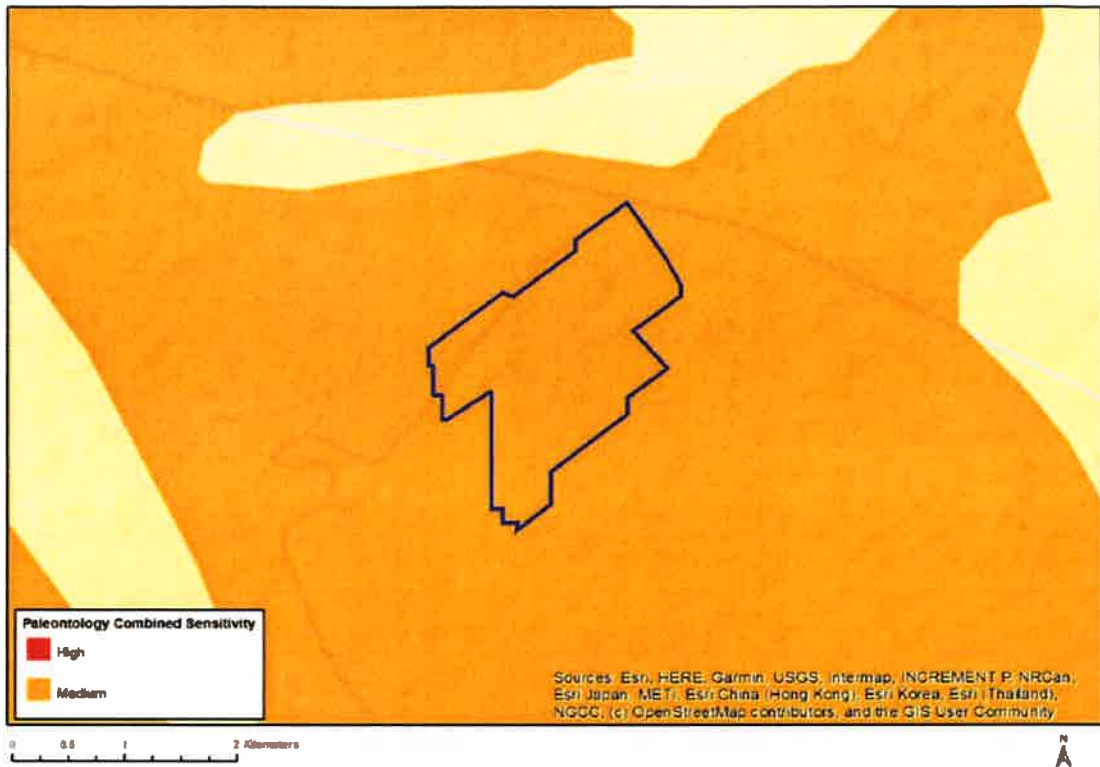 Paleontology Combined Sensitivity
High
Medium
Sources: Esri, HERE, Garmin, USGS, Intermap, INCREMENT P, NRCan,
Esri Japan, METI, Esri China (Hong Kong), Esri Korea, Esri (Thailand),
NGCC, (c) OpenStreetMap contributors, and the GIS User Community
0 0.5 1 2 Kilometers
N